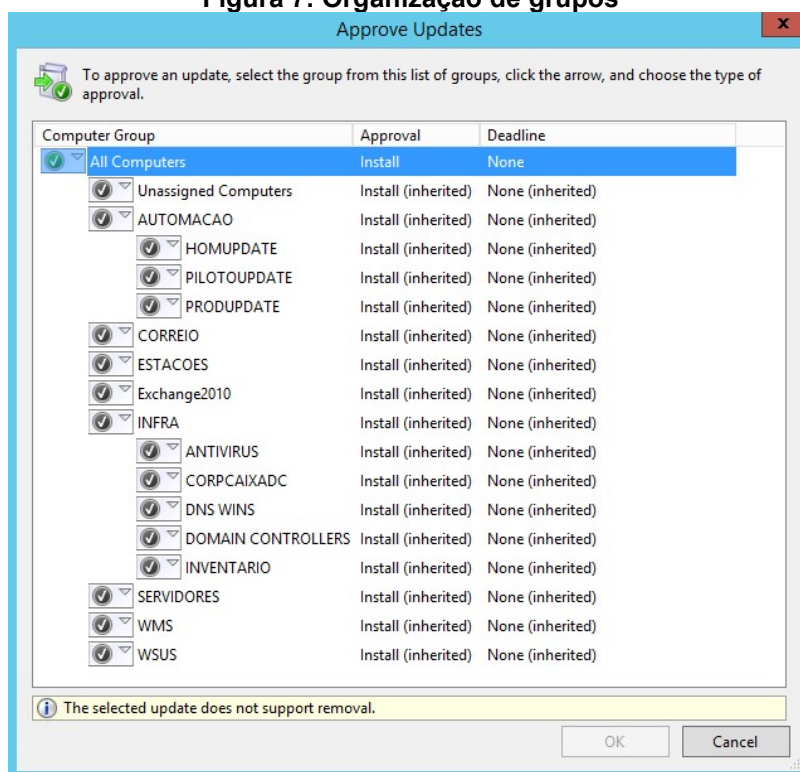 Figura 7: Organização de grupos
Approve Updates
x
To approve an update, select the group from this list of groups, click the arrow, and choose the type of
approval.
Computer Group Approval Deadline
All Computers Install None
Unassigned Computers Install (inherited) None (inherited)
AUTOMACAO Install (inherited) None (inherited)
HOMUPDATE Install (inherited) None (inherited)
PILOTOUPDATE Install (inherited) None (inherited)
PRODUPDATE Install (inherited) None (inherited)
CORREIO Install (inherited) None (inherited)
ESTACOES Install (inherited) None (inherited)
Exchange2010 Install (inherited) None (inherited)
INFRA Install (inherited) None (inherited)
ANTIVIRUS Install (inherited) None (inherited)
CORPCAIXADC Install (inherited) None (inherited)
DNS WINS Install (inherited) None (inherited)
DOMAIN CONTROLLERS Install (inherited) None (inherited)
INVENTARIO Install (inherited) None (inherited)
SERVIDORES Install (inherited) None (inherited)
WMS Install (inherited) None (inherited)
WSUS Install (inherited) None (inherited)
The selected update does not support removal.
OK Cancel